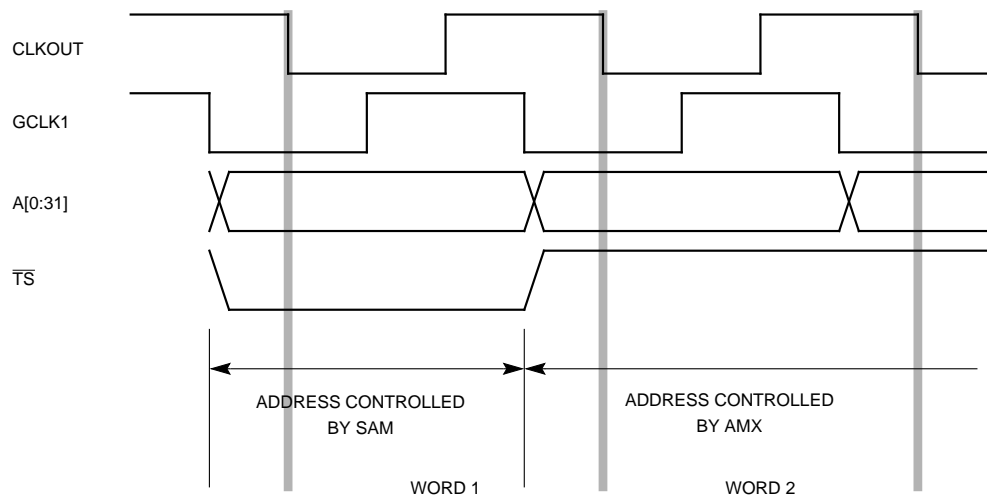 CLKOUT
GCLK1
A[0:31]
TS
ADDRESS CONTROLLED
BY SAM
ADDRESS CONTROLLED
BY AMX
WORD 1
WORD 2